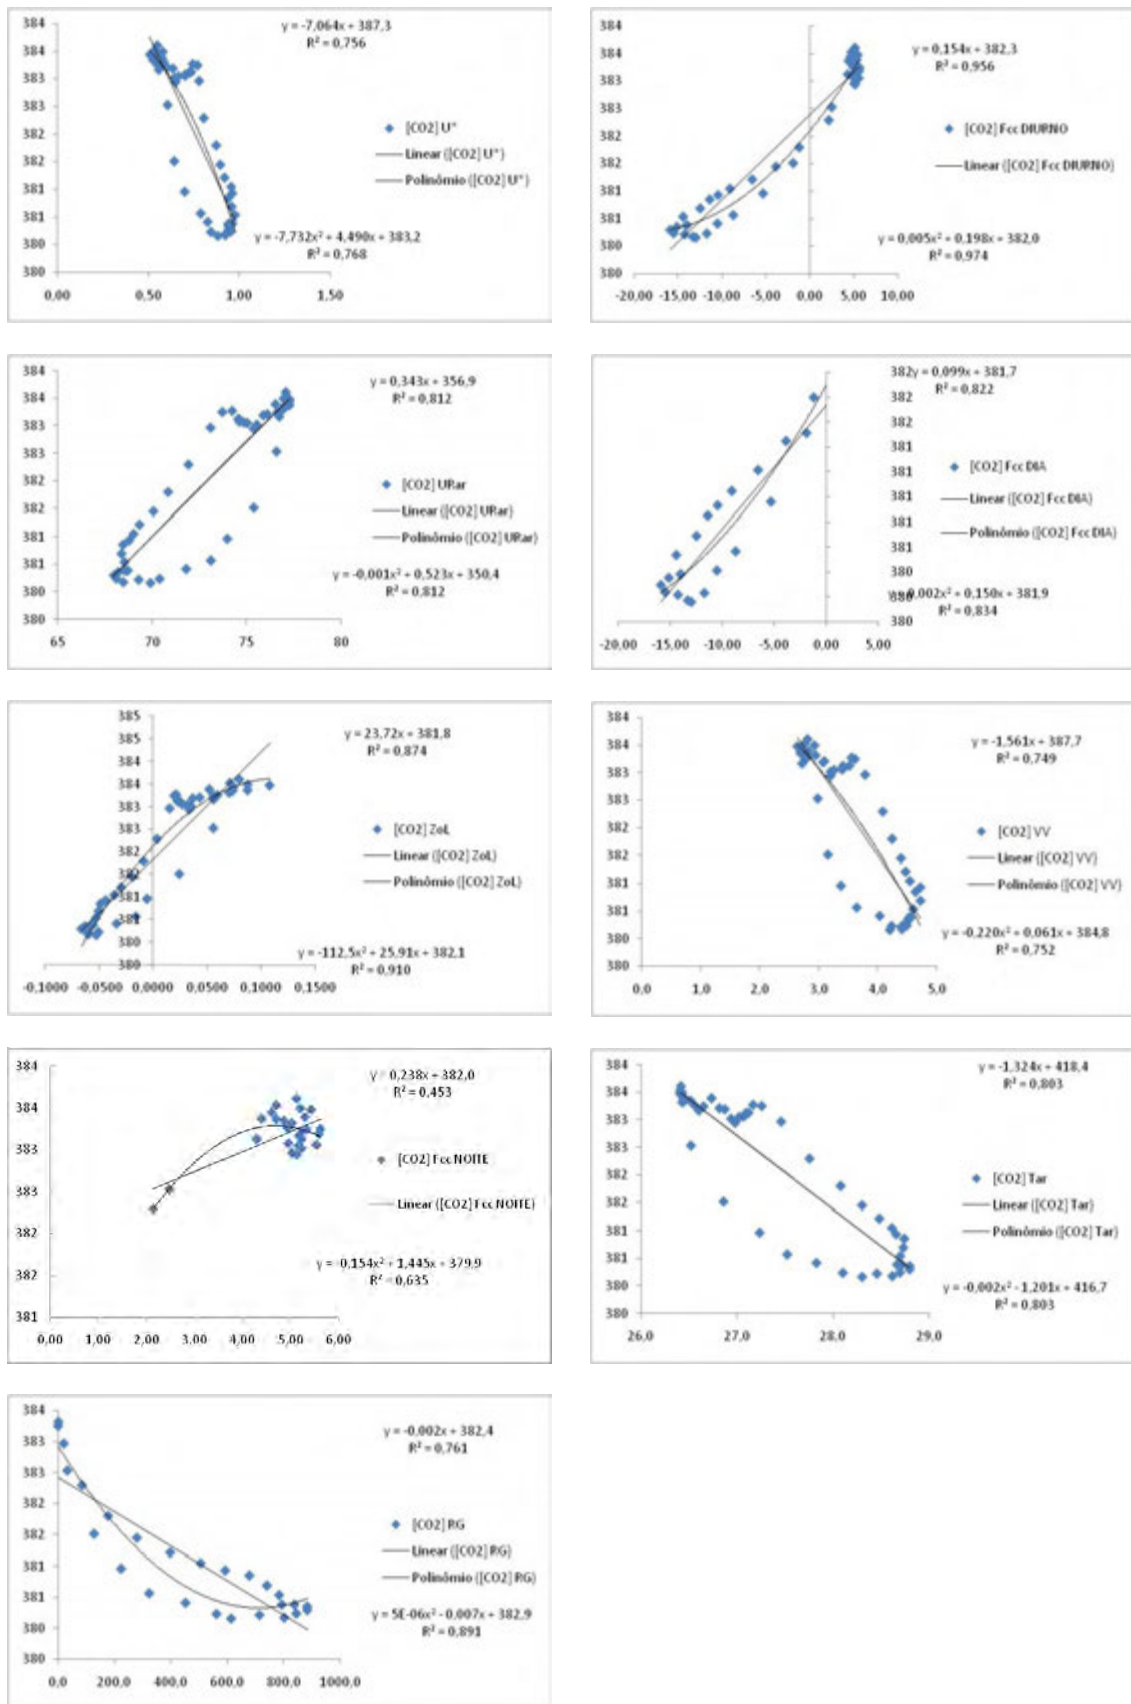 384
384
383
383
382
382
381
381
380
380
0,00 0,50 1,00 1,50
y = -7,064x + 387,3
R² = 0,756
[CO2] U*
Linear ([CO2] U*)
Polinômio ([CO2] U*)
y = -7,732x² + 4,490x + 383,2
R² = 0,768
384
384
383
383
382
382
381
381
380
380
-20,00 -15,00 -10,00 -5,00 0,00 5,00 10,00
y = 0,154x + 382,3
R² = 0,956
[CO2] Fcc DIURNO
Linear ([CO2] Fcc DIURNO)
y = 0,005x² + 0,198x + 382,0
R² = 0,974
384
384
383
383
382
382
381
381
380
380
65 70 75 80
y = 0,343x + 356,9
R² = 0,812
[CO2] URar
Linear ([CO2] URar)
Polinômio ([CO2] URar)
y = -0,001x² + 0,523x + 350,4
R² = 0,812
382
382
382
381
381
381
381
381
380
380
380
-20,00 -15,00 -10,00 -5,00 0,00 5,00
y = 0,099x + 381,7
R² = 0,822
[CO2] Fcc DIA
Linear ([CO2] Fcc DIA)
Polinômio ([CO2] Fcc DIA)
0,002x² + 0,150x + 381,9
R² = 0,834
385
385
384
384
383
383
382
382
381
381
380
380
-0,1000 -0,0500 0,0000 0,0500 0,1000 0,1500
y = 23,72x + 381,8
R² = 0,874
[CO2] ZoL
Linear ([CO2] ZoL)
Polinômio ([CO2] ZoL)
y = -112,5x² + 25,91x + 382,1
R² = 0,910
384
384
383
383
382
382
381
381
380
380
0,0 1,0 2,0 3,0 4,0 5,0
y = -1,561x + 387,7
R² = 0,749
[CO2] VV
Linear ([CO2] VV)
Polinômio ([CO2] VV)
y = -0,220x² + 0,061x + 384,8
R² = 0,752
384
384
383
383
382
382
381
0,00 1,00 2,00 3,00 4,00 5,00 6,00
y = 0,238x + 382,0
R² = 0,453
[CO2] Fcc NOITE
Linear ([CO2] Fcc NOITE)
y = -0,154x² + 1,445x + 379,9
R² = 0,635
384
384
383
383
382
382
381
381
380
380
26,0 27,0 28,0 29,0
y = -1,324x + 418,4
R² = 0,803
[CO2] Tar
Linear ([CO2] Tar)
Polinômio ([CO2] Tar)
y = -0,002x² - 1,201x + 416,7
R² = 0,803
384
383
383
382
382
381
381
380
380
0,0 200,0 400,0 600,0 800,0 1000,0
y = -0,002x + 382,4
R² = 0,761
[CO2] RG
Linear ([CO2] RG)
Polinômio ([CO2] RG)
y = 5E-06x² - 0,007x + 382,9
R² = 0,891